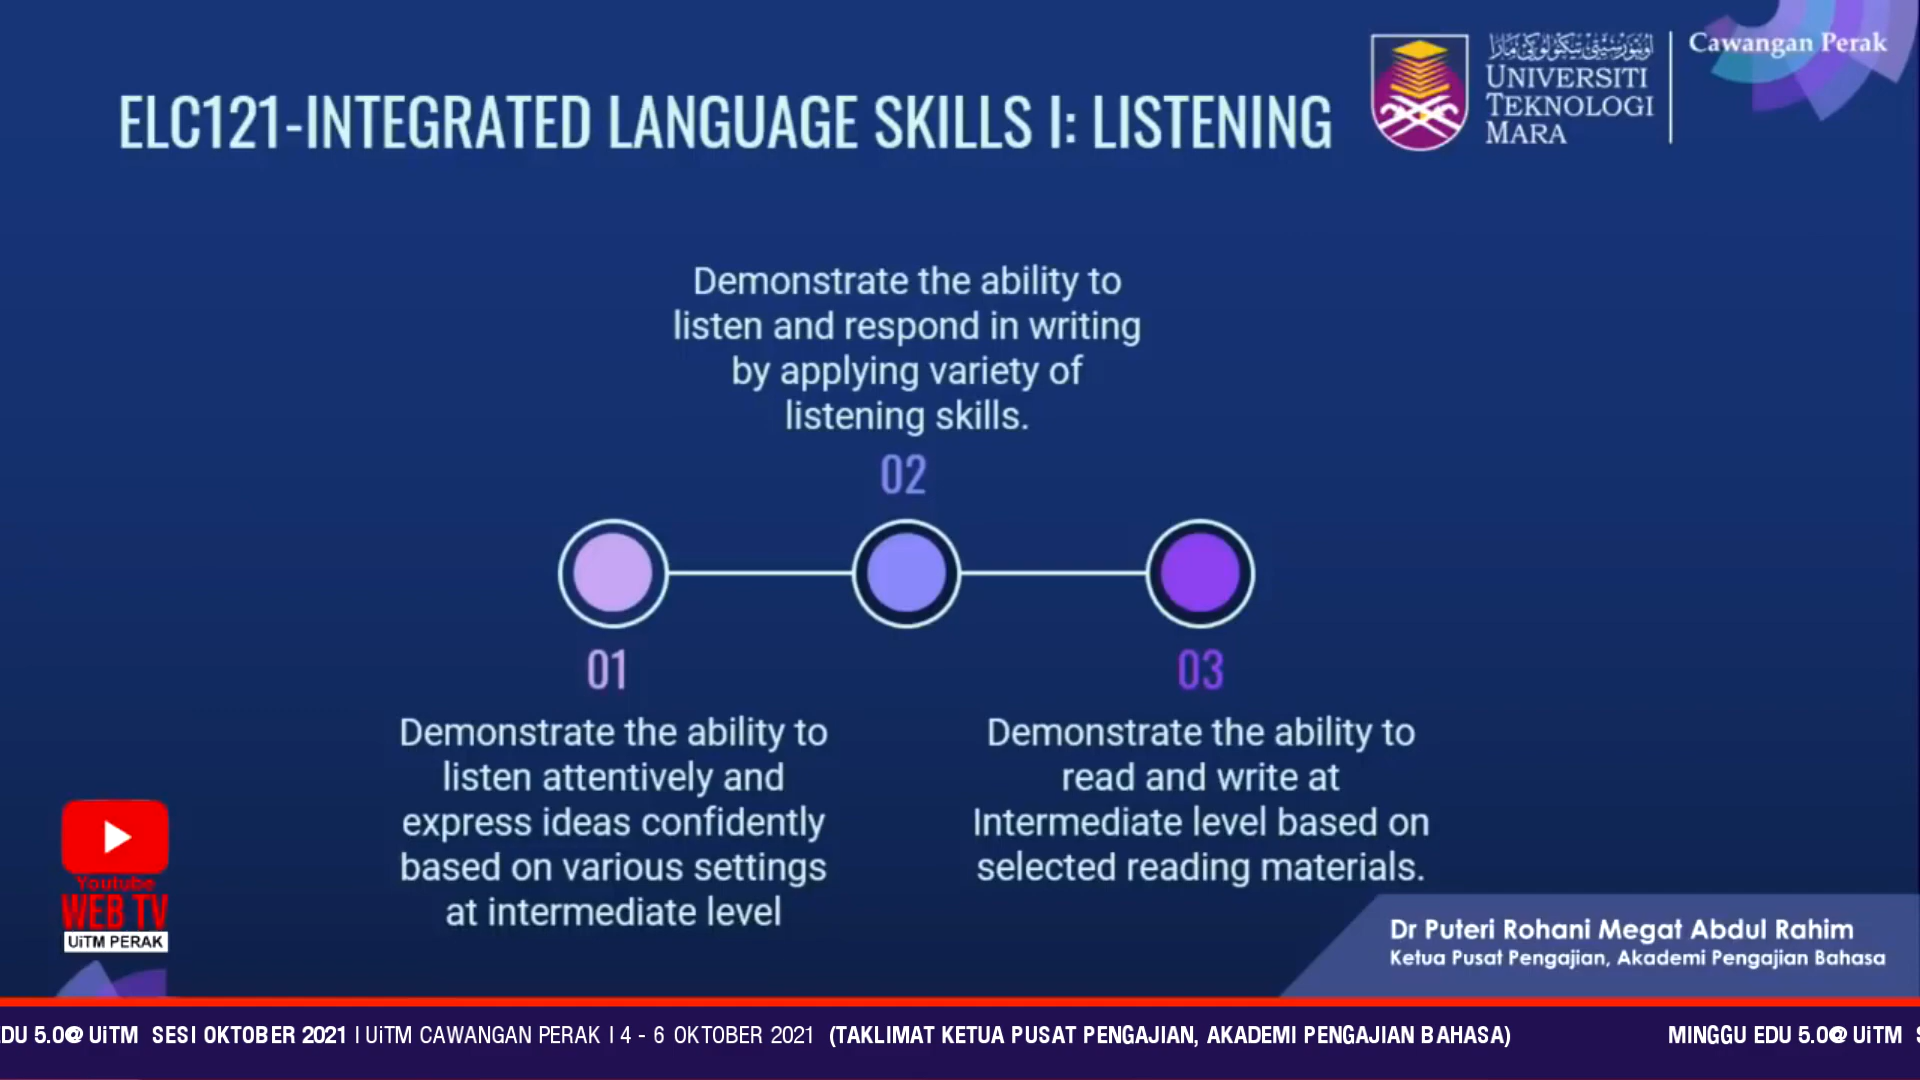 ELC121-INTEGRATED LANGUAGE SKILLS I: LISTENING
اونيۏرسيتي تيكنولوݢي مارا
UNIVERSITI
TEKNOLOGI
MARA
Cawangan Perak
Demonstrate the ability to
listen and respond in writing
by applying variety of
listening skills.
02
01
Demonstrate the ability to
listen attentively and
express ideas confidently
based on various settings
at intermediate level
03
Demonstrate the ability to
read and write at
Intermediate level based on
selected reading materials.
Youtube
WEB TV
UiTM PERAK
Dr Puteri Rohani Megat Abdul Rahim
Ketua Pusat Pengajian, Akademi Pengajian Bahasa
EDU 5.0@ UiTM SESI OKTOBER 2021 | UiTM CAWANGAN PERAK | 4 - 6 OKTOBER 2021 (TAKLIMAT KETUA PUSAT PENGAJIAN, AKADEMI PENGAJIAN BAHASA) MINGGU EDU 5.0@ UiTM